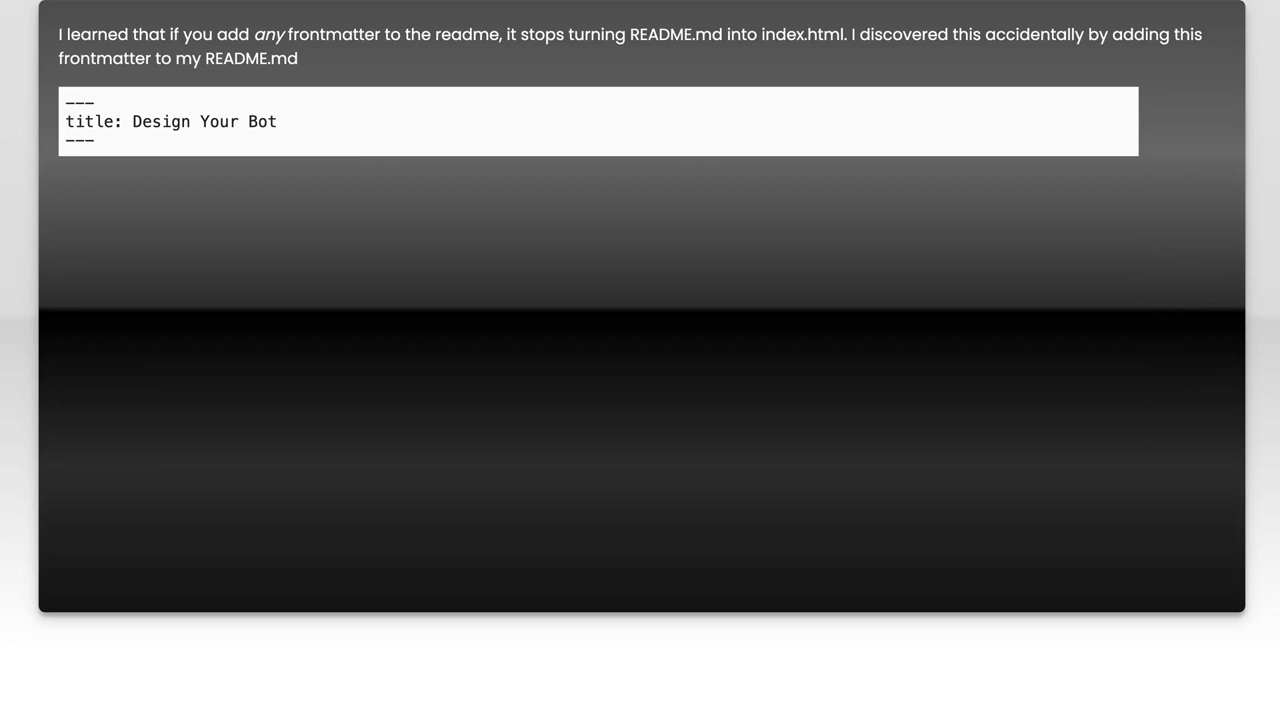 I learned that if you add any frontmatter to the readme, it stops turning README.md into index.html. I discovered this accidentally by adding this
frontmatter to my README.md
---
title: Design Your Bot
---